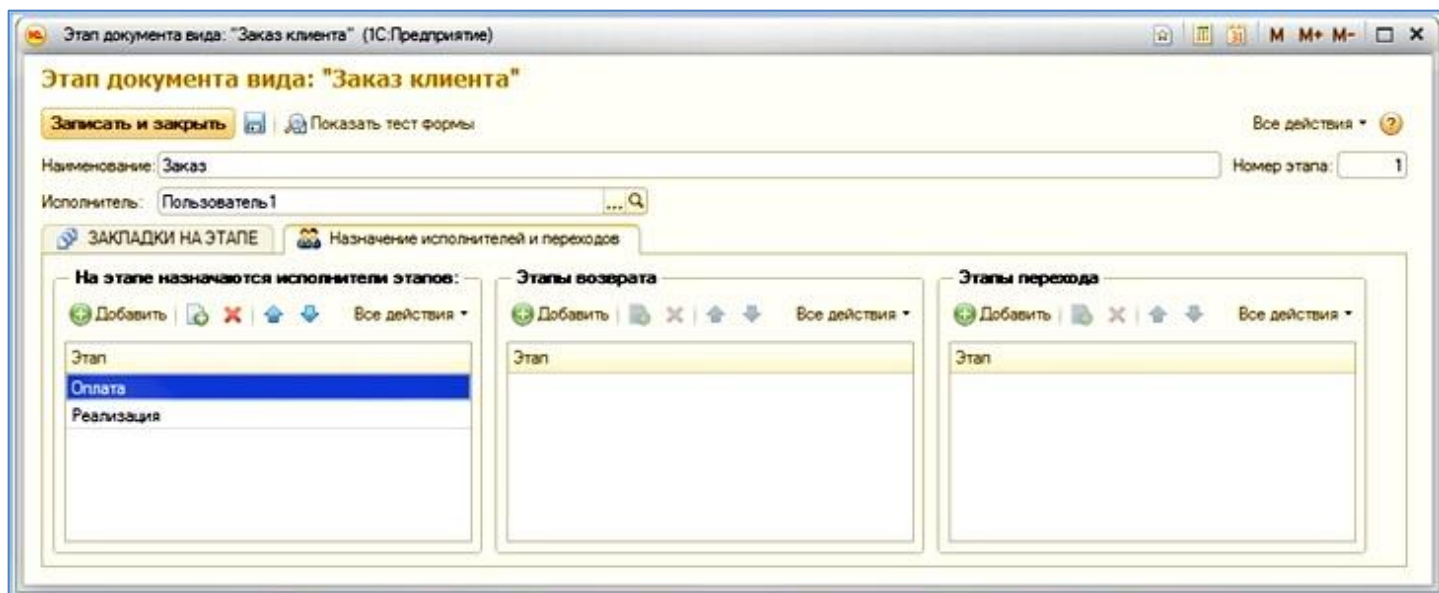 Этап документа вида: "Заказ клиента" (1С:Предприятие) M M+ M-
Этап документа вида: "Заказ клиента"
Записать и закрыть Показать тест формы Все действия
Наименование: Заказ Номер этапа: 1
Исполнитель: Пользователь1 ...
ЗАКЛАДКИ НА ЭТАПЕ Назначение исполнителей и переходов
На этапе назначаются исполнители этапов: Этапы возврата Этапы перехода
Добавить Все действия Добавить Все действия Добавить Все действия
Этап Этап Этап
Оплата
Реализация